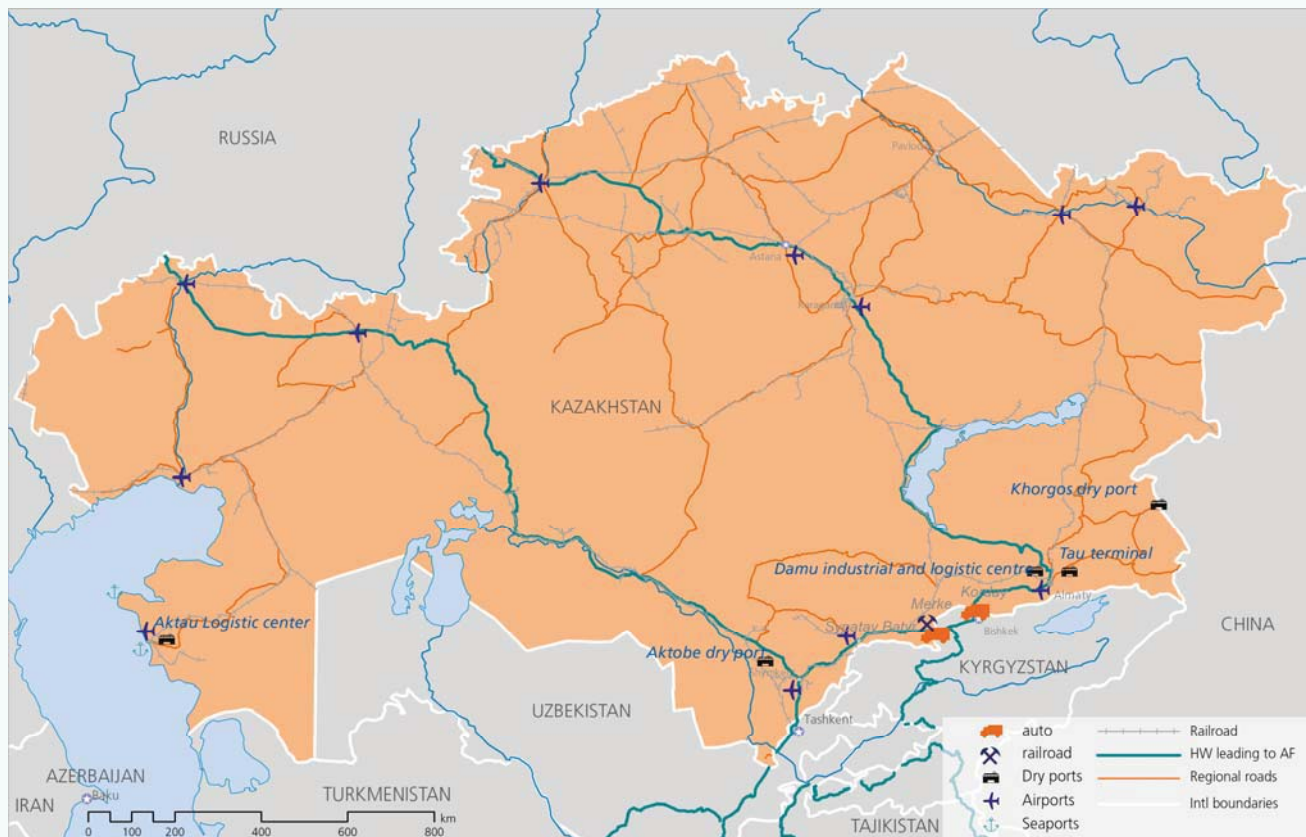 RUSSIA
Pavlodar
Astana
Karaganda
KAZAKHSTAN
Khorgos dry port
Tau terminal
Damu industrial and logistic centre
Korday
Almaty
Merke
Aktau Logistic center
Sypatay Batyr
Bishkek
CHINA
Aktobe dry port
KYRGYZSTAN
UZBEKISTAN
Tashkent
AZERBAIJAN
Baku
IRAN
TURKMENISTAN
TAJIKISTAN
0 100 200 400 600 800
km
auto
railroad
Dry ports
Airports
Seaports
Railroad
HW leading to AF
Regional roads
Intl boundaries